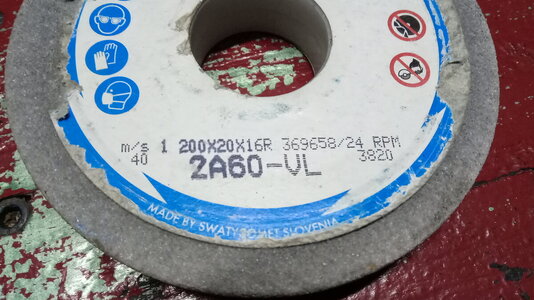 m/s 1 200X20X16R 369658/24 RPM
40 2A60-VL 3820
MADE BY SWATYCOMET SLOVENIA